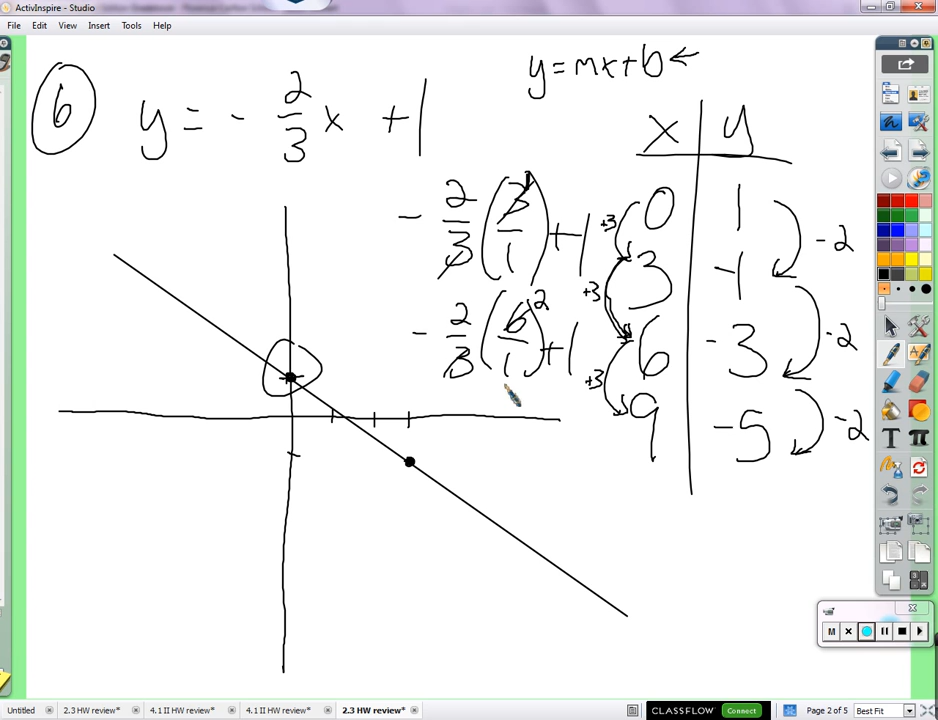 ActivInspire - Studio
File Edit View Insert Tools Help
y=mx+b←
6 y = - 2/3 x +1
x y
- 2/3 (3/1) +1 1
- 2/3 (6/1) 2 +1
0 1
3 -1
6 -3
9 -5
+3 -2
+3 -2
+3 -2
M
CLASSFLOW Connect
Untitled 2.3 HW review* 4.1 II HW review* 4.1 II HW review* 2.3 HW review* Page 2 of 5 Best Fit